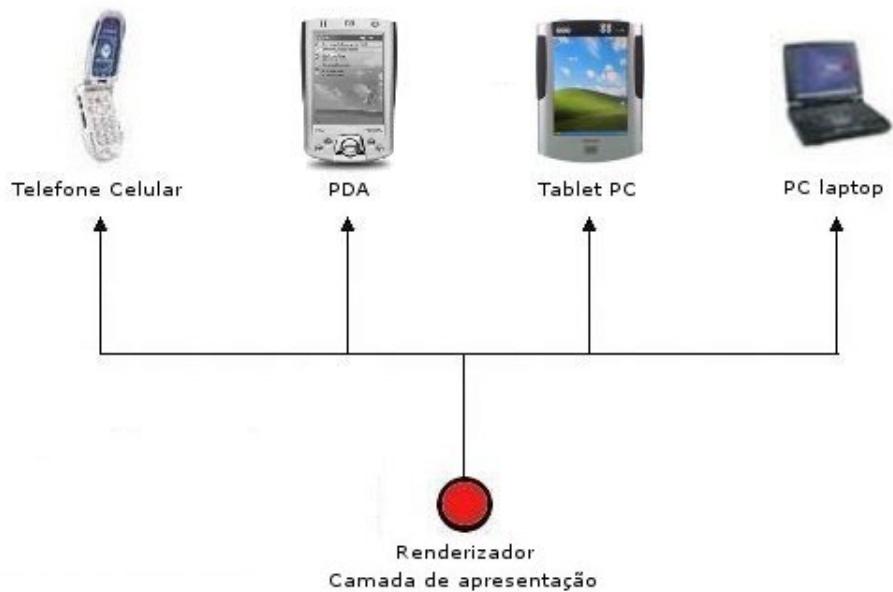 Telefone Celular
PDA
Tablet PC
PC laptop
Renderizador
Camada de apresentação